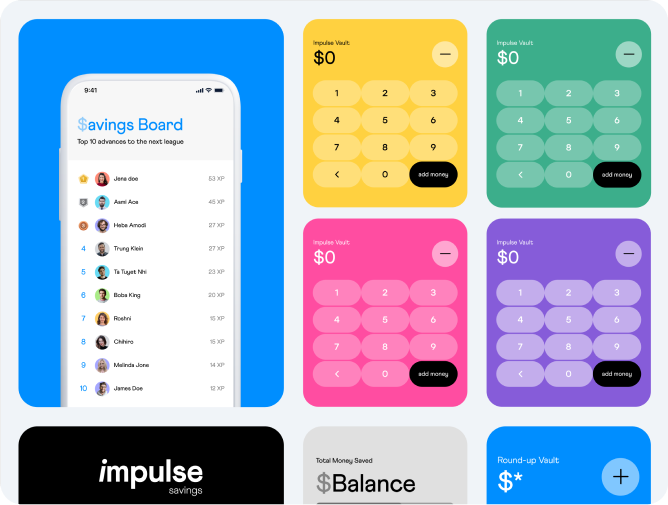 9:41
$avings Board
Top 10 advances to the next league
Jena doe 53 XP
Asmi Ace 45 XP
Heba Amodi 27 XP
4 Trung Klein 27 XP
5 Ta Tuyet Nhi 23 XP
6 Boba King 20 XP
7 Roshni 15 XP
8 Chihiro 15 XP
9 Melinda Jone 14 XP
10 James Doe 12 XP
Impulse Vault
$0
1 2 3
4 5 6
7 8 9
< 0 add money
Impulse Vault
$0
1 2 3
4 5 6
7 8 9
< 0 add money
Impulse Vault
$0
1 2 3
4 5 6
7 8 9
< 0 add money
Impulse Vault
$0
1 2 3
4 5 6
7 8 9
< 0 add money
impulse
savings
Total Money Saved
$Balance
Round-up Vault
$*